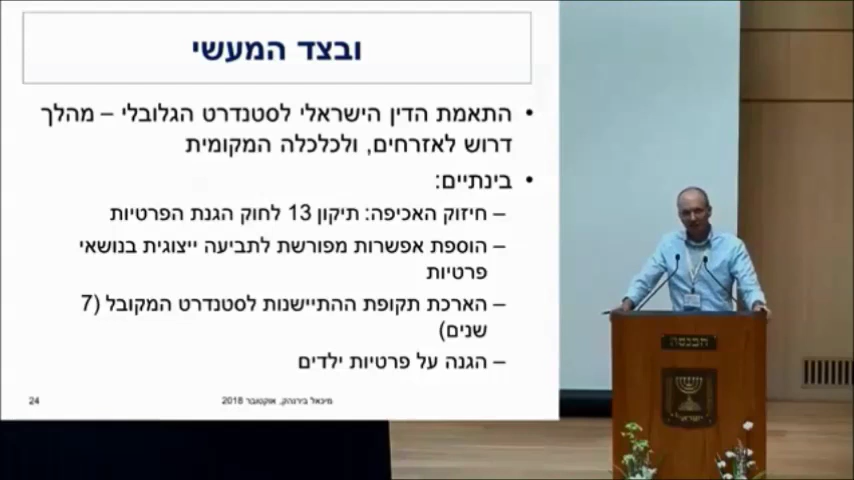 ובצד המעשי
• התאמת הדין הישראלי לסטנדרט הגלובלי – מהלך
דרוש לאזרחים, ולכלכלה המקומית
• בינתיים:
– חיזוק האכיפה: תיקון 13 לחוק הגנת הפרטיות
– הוספת אפשרות מפורשת לתביעה ייצוגית בנושאי
פרטיות
– הארכת תקופת ההתיישנות לסטנדרט המקובל (7
שנים)
– הגנה על פרטיות ילדים
מיכאל בירנהק, אוקטובר 2018
24
הכנסת
ישראל